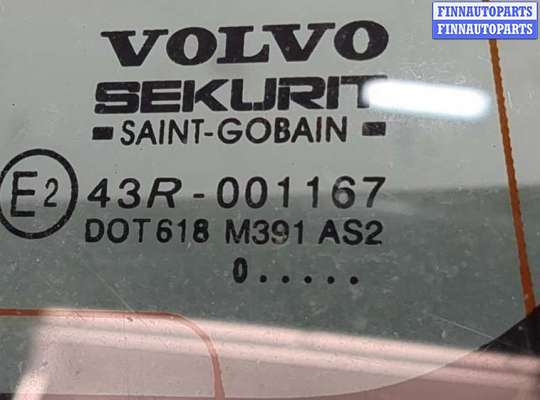 FINNAUTOPARTS
FINNAUTOPARTS
VOLVO
SEKURIT
SAINT-GOBAIN
E2 43R-001167
DOT618 M391 AS2
0.....